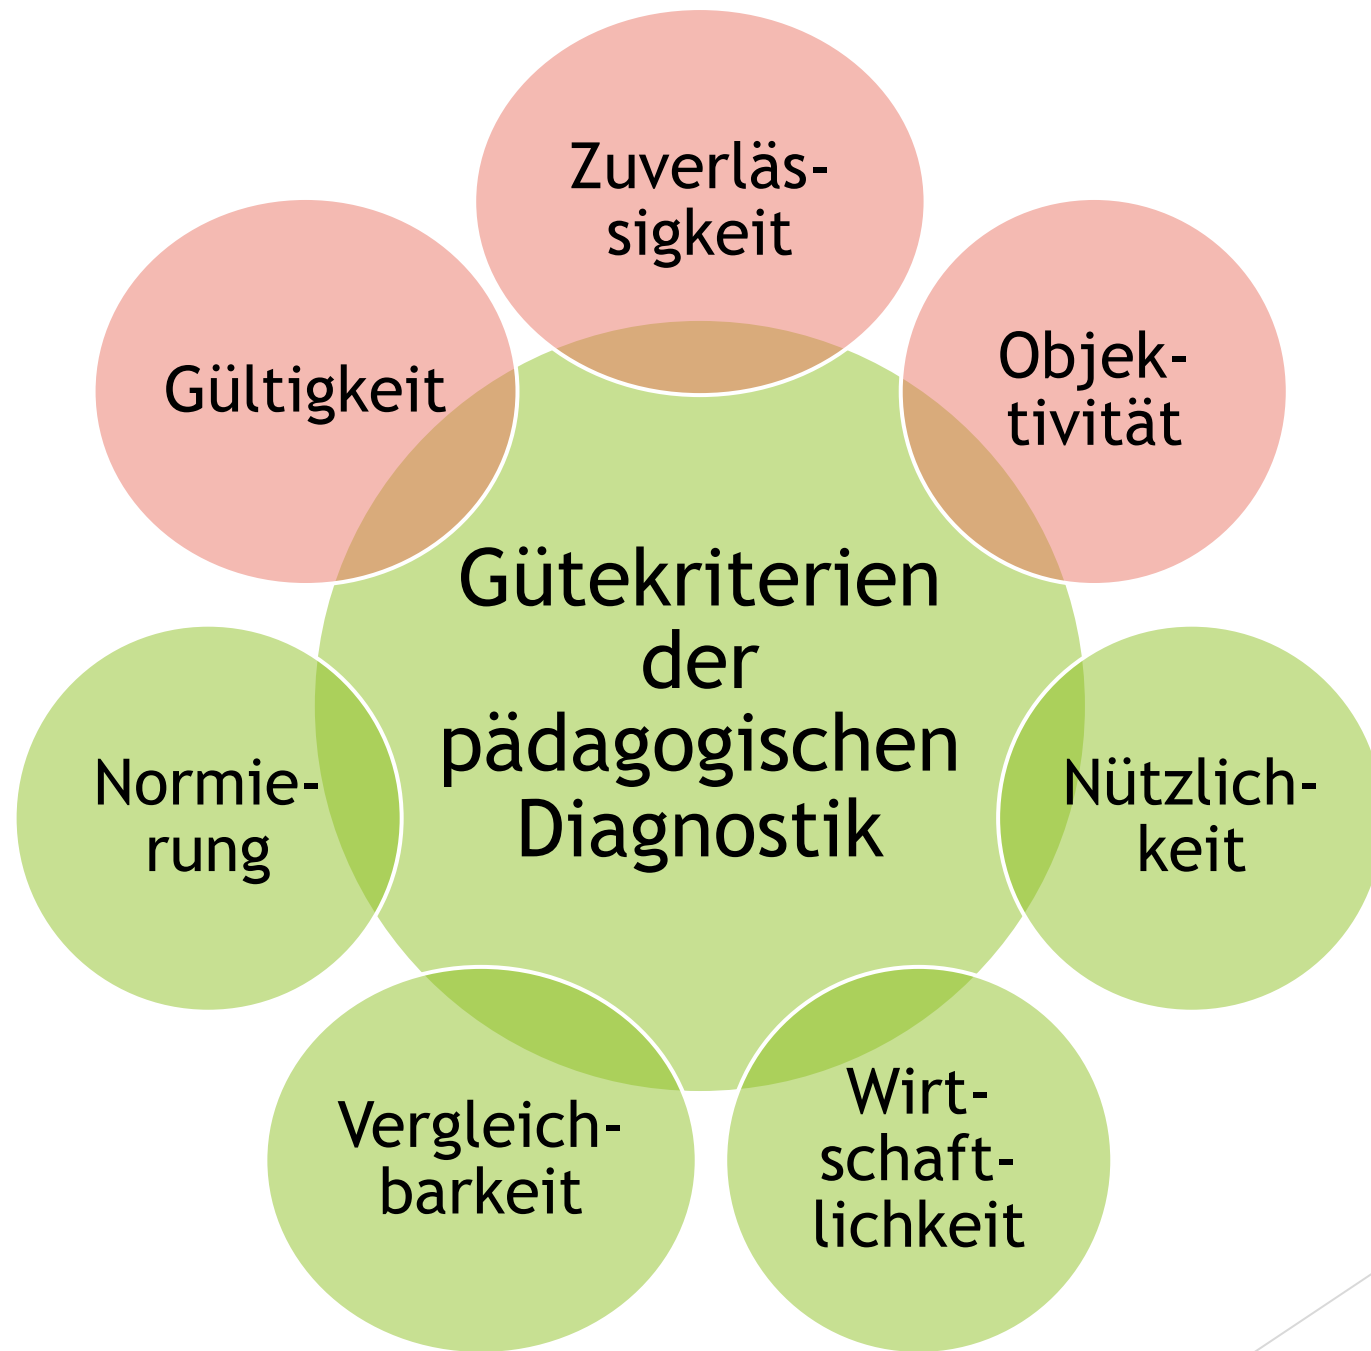 Zuverläs-
sigkeit
Objek-
tivität
Gültigkeit
Gütekriterien
der
pädagogischen
Diagnostik
Nützlich-
keit
Normie-
rung
Wirt-
schaft-
lichkeit
Vergleich-
barkeit